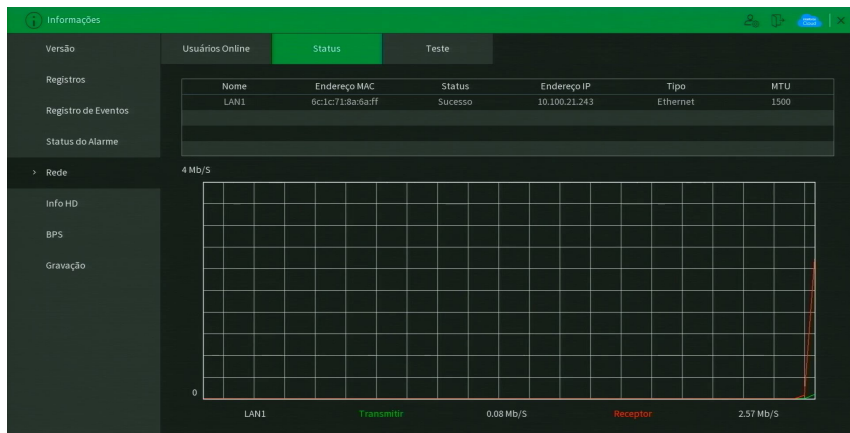 Informações
Versão
Registros
Registro de Eventos
Status do Alarme
> Rede
Info HD
BPS
Gravação
Usuários Online Status Teste
Nome Endereço MAC Status Endereço IP Tipo MTU
LAN1 6c:1c:71:8a:6a:ff Sucesso 10.100.21.243 Ethernet 1500
4 Mb/S
0
LAN1 Transmitir 0.08 Mb/S Receptor 2.57 Mb/S